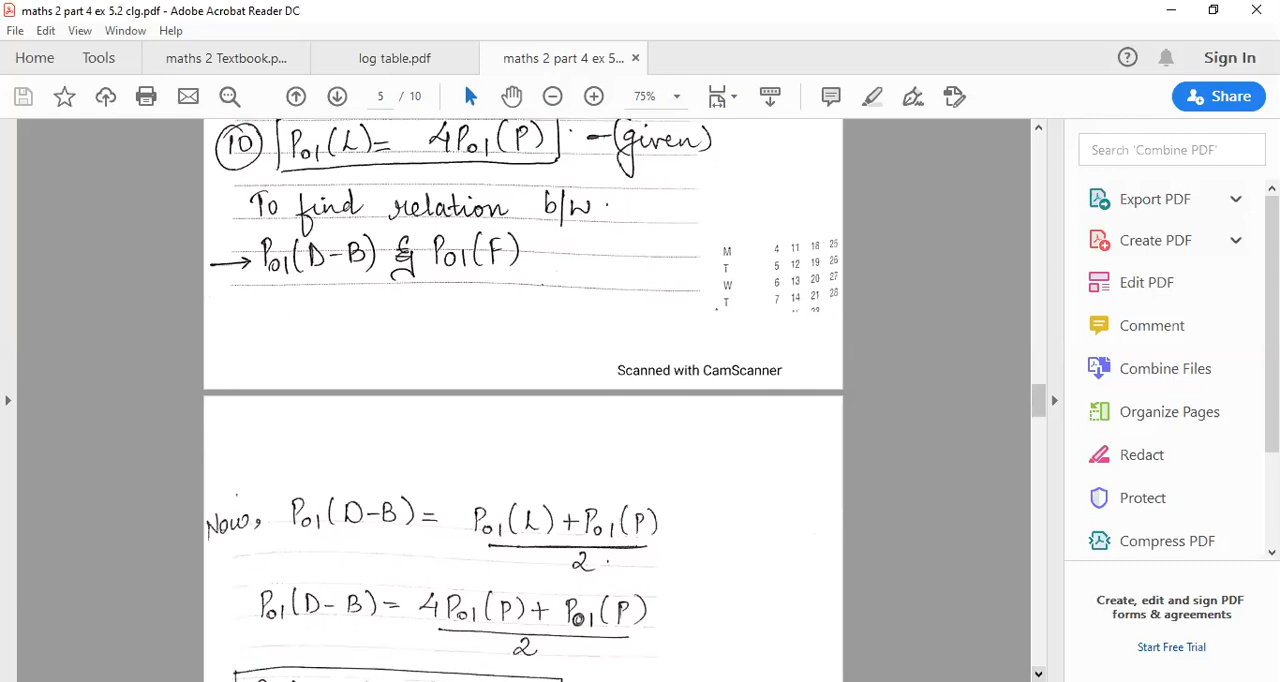 maths 2 part 4 ex 5.2 clg.pdf - Adobe Acrobat Reader DC
File Edit View Window Help
Home Tools maths 2 Textbook.p... log table.pdf maths 2 part 4 ex 5... × Sign In
5 / 10 75% Share
(10) P01(L) = 4P01(P) - (given)
To find relation b/w.
→ P01(D-B) & P01(F)
M 4 11 18 25
T 5 12 19 26
W 6 13 20 27
T 7 14 21 28
Scanned with CamScanner
Now, P01(D-B) = P01(L) + P01(P)
2
P01(D-B) = 4P01(P) + P01(P)
2
Search 'Combine PDF'
Export PDF
Create PDF
Edit PDF
Comment
Combine Files
Organize Pages
Redact
Protect
Compress PDF
Create, edit and sign PDF
forms & agreements
Start Free Trial